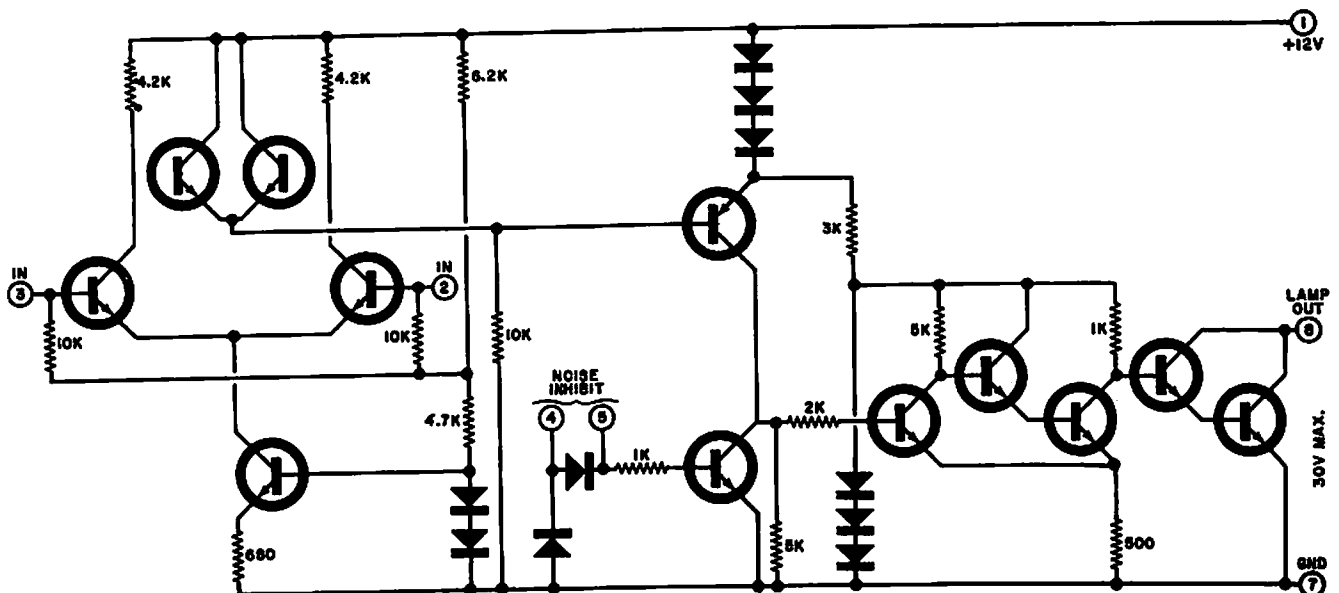 1
+12V
4.2K
4.2K
6.2K
3K
IN
3
IN
2
10K
10K
10K
LAMP
OUT
8
5K
1K
NOISE
INHIBIT
4
5
4.7K
2K
1K
30V MAX.
680
5K
500
GND
7